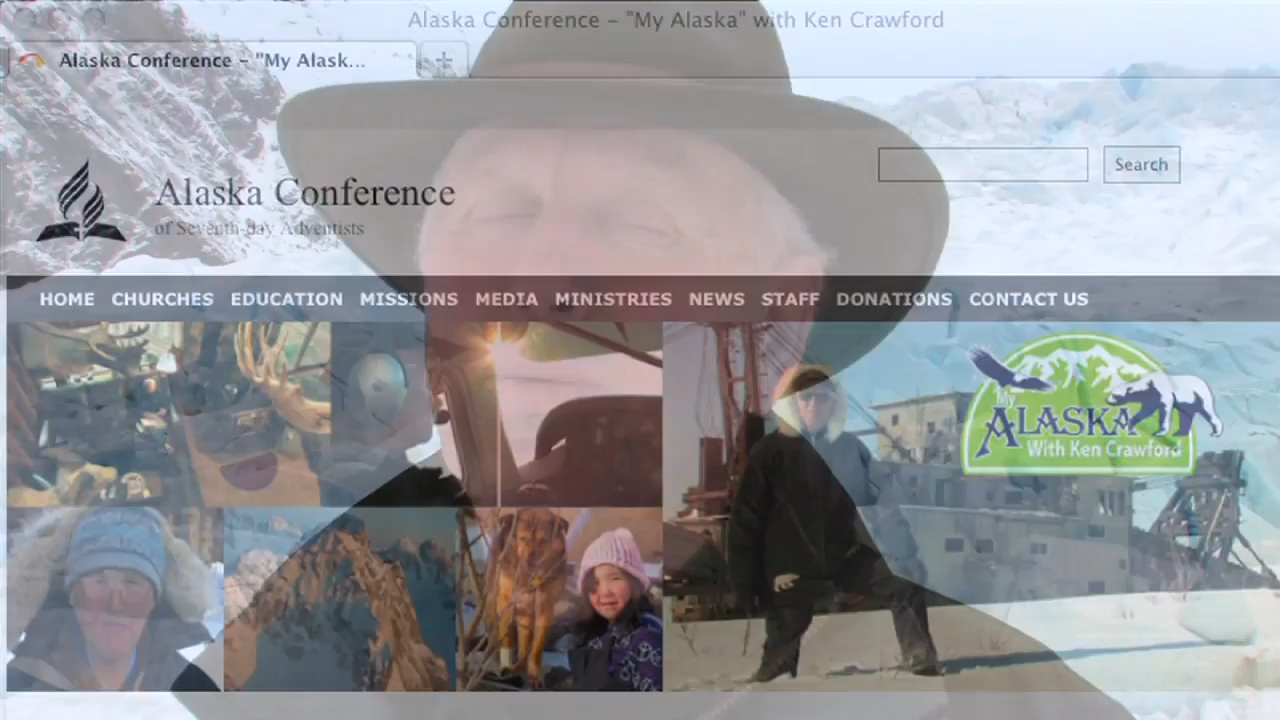 Alaska Conference – "My Alaska" with Ken Crawford
Alaska Conference – "My Alask...
Search
Alaska Conference
of Seventh-day Adventists
HOME CHURCHES EDUCATION MISSIONS MEDIA MINISTRIES NEWS STAFF DONATIONS CONTACT US
My
ALASKA
With Ken Crawford